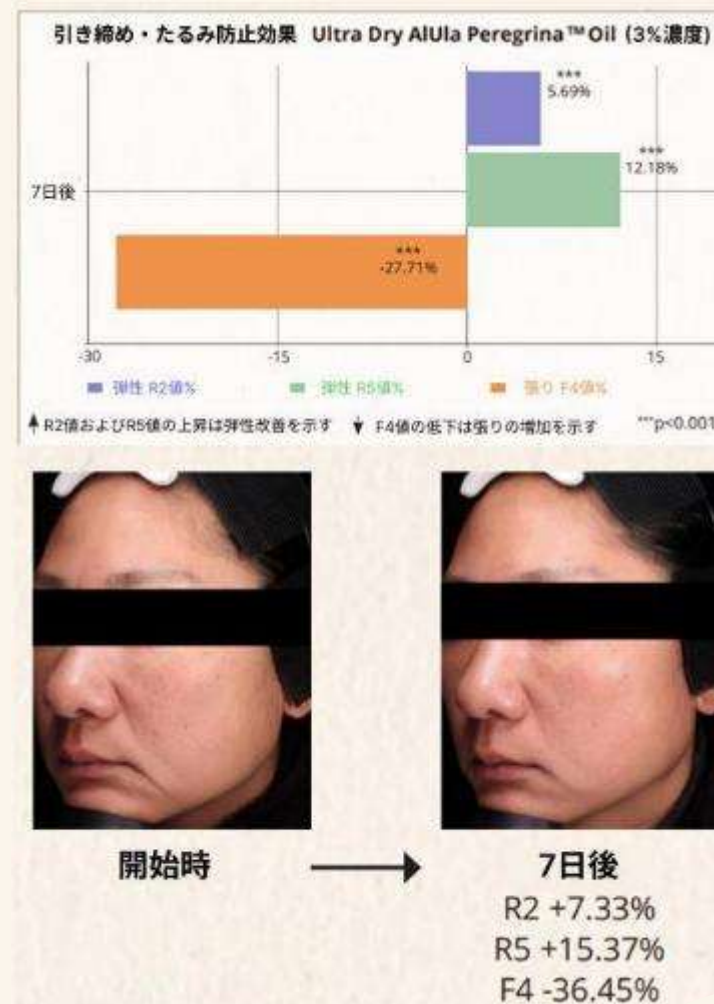 引き締め・たるみ防止効果 Ultra Dry AlUla Peregrina™Oil (3%濃度)
***
5.69%
***
12.18%
7日後
***
-27.71%
-30 -15 0 15
弾性 R2値% 弾性 R5値% 張り F4値%
R2値およびR5値の上昇は弾性改善を示す F4値の低下は張りの増加を示す ***p<0.001
開始時 7日後
R2 +7.33%
R5 +15.37%
F4 -36.45%